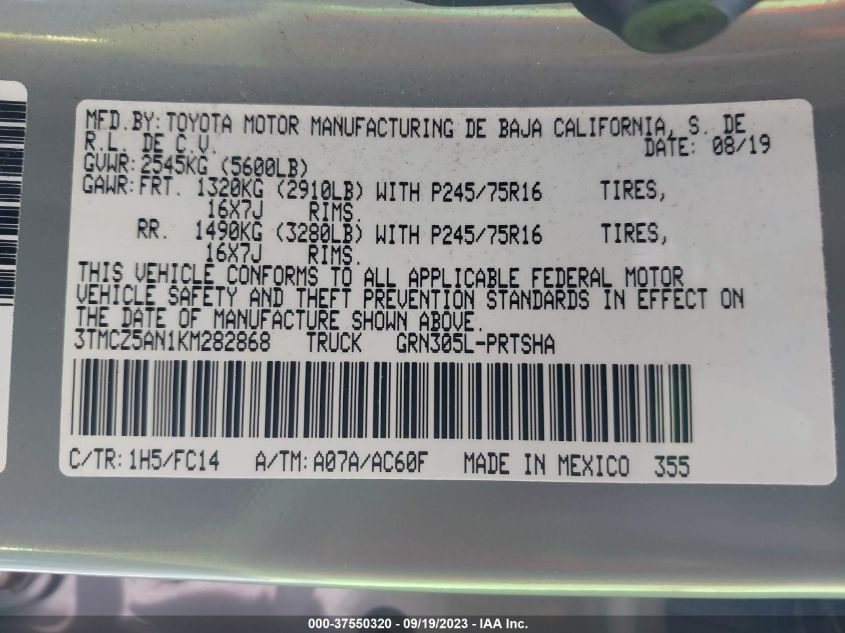 MFD.BY: TOYOTA MOTOR MANUFACTURING DE BAJA CALIFORNIA, S. DE
R.L. DE C.V. DATE: 08/19
GVWR: 2545KG (5600LB)
GAWR: FRT. 1320KG (2910LB) WITH P245/75R16 TIRES,
16X7J RIMS.
RR. 1490KG (3280LB) WITH P245/75R16 TIRES,
16X7J RIMS.
THIS VEHICLE CONFORMS TO ALL APPLICABLE FEDERAL MOTOR
VEHICLE SAFETY AND THEFT PREVENTION STANDARDS IN EFFECT ON
THE DATE OF MANUFACTURE SHOWN ABOVE.
3TMCZ5AN1KM282868 TRUCK GRN305L-PRTSHA
C/TR: 1H5/FC14 A/TM: A07A/AC60F MADE IN MEXICO 355
000-37550320 - 09/19/2023 - IAA Inc.